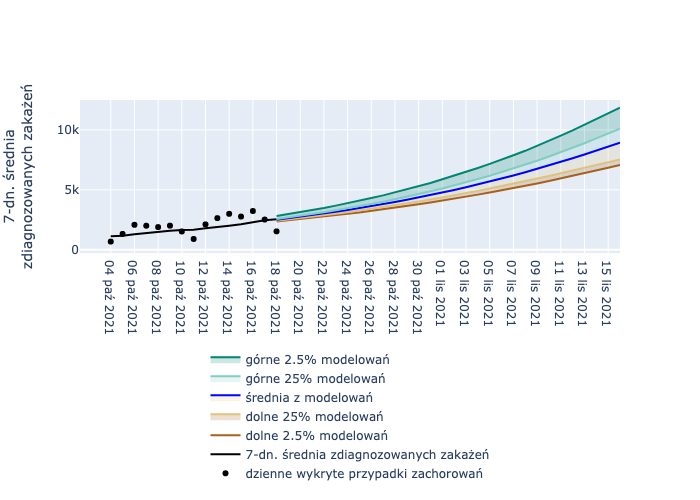 7-dn. średnia
zdiagnozowanych zakażeń
10k
5k
0
04 paź 2021
06 paź 2021
08 paź 2021
10 paź 2021
12 paź 2021
14 paź 2021
16 paź 2021
18 paź 2021
20 paź 2021
22 paź 2021
24 paź 2021
26 paź 2021
28 paź 2021
30 paź 2021
01 lis 2021
03 lis 2021
05 lis 2021
07 lis 2021
09 lis 2021
11 lis 2021
13 lis 2021
15 lis 2021
górne 2.5% modelowań
górne 25% modelowań
średnia z modelowań
dolne 25% modelowań
dolne 2.5% modelowań
7-dn. średnia zdiagnozowanych zakażeń
dzienne wykryte przypadki zachorowań